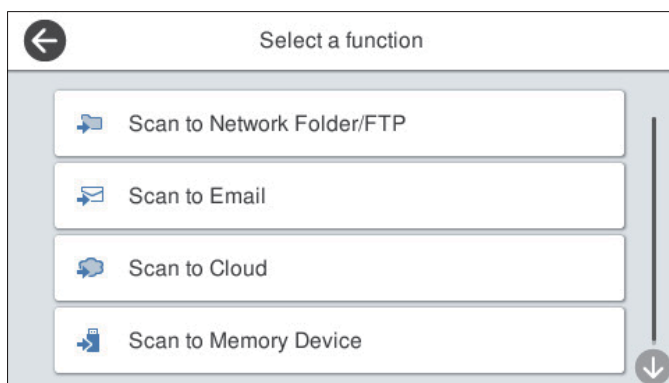 Select a function
Scan to Network Folder/FTP
Scan to Email
Scan to Cloud
Scan to Memory Device